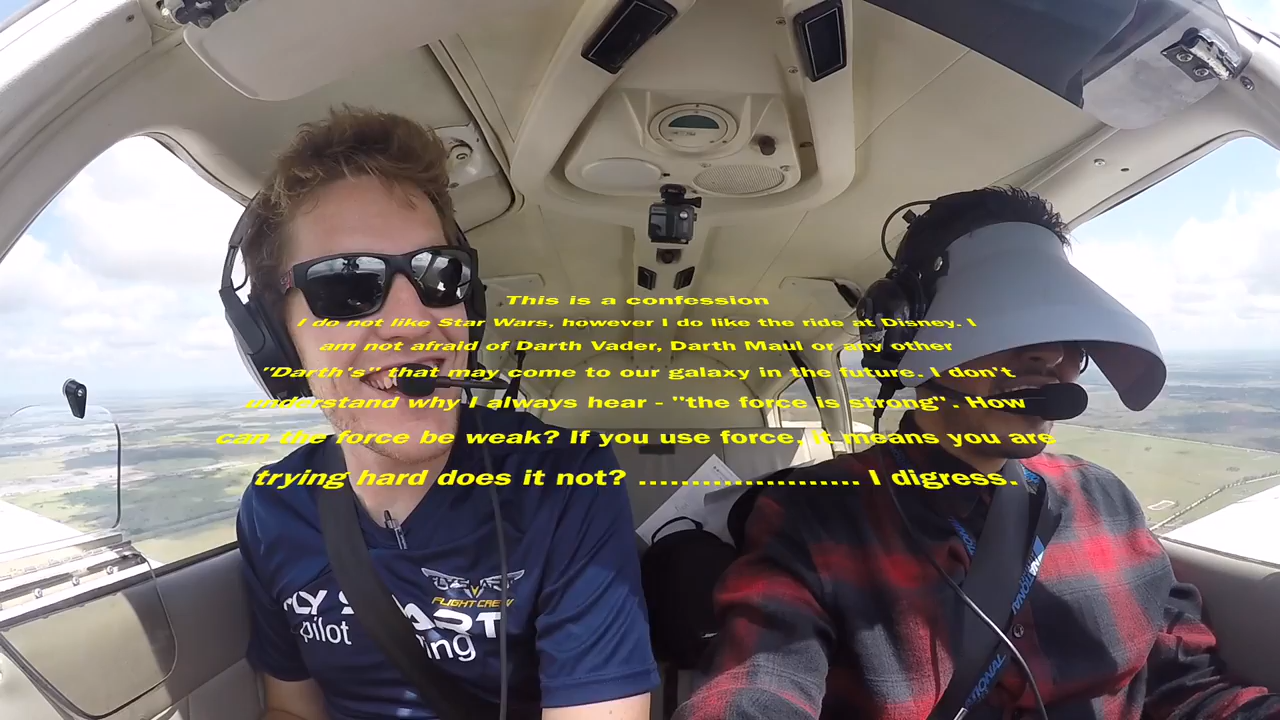 This is a confession
I do not like Star Wars, however I do like the ride at Disney. I
am not afraid of Darth Vader, Darth Maul or any other
"Darth's" that may come to our galaxy in the future. I don't
understand why I always hear - "the force is strong". How
can the force be weak? If you use force, it means you are
trying hard does it not? ..................... I digress.
FLIGHT CREW
FLY
pilot